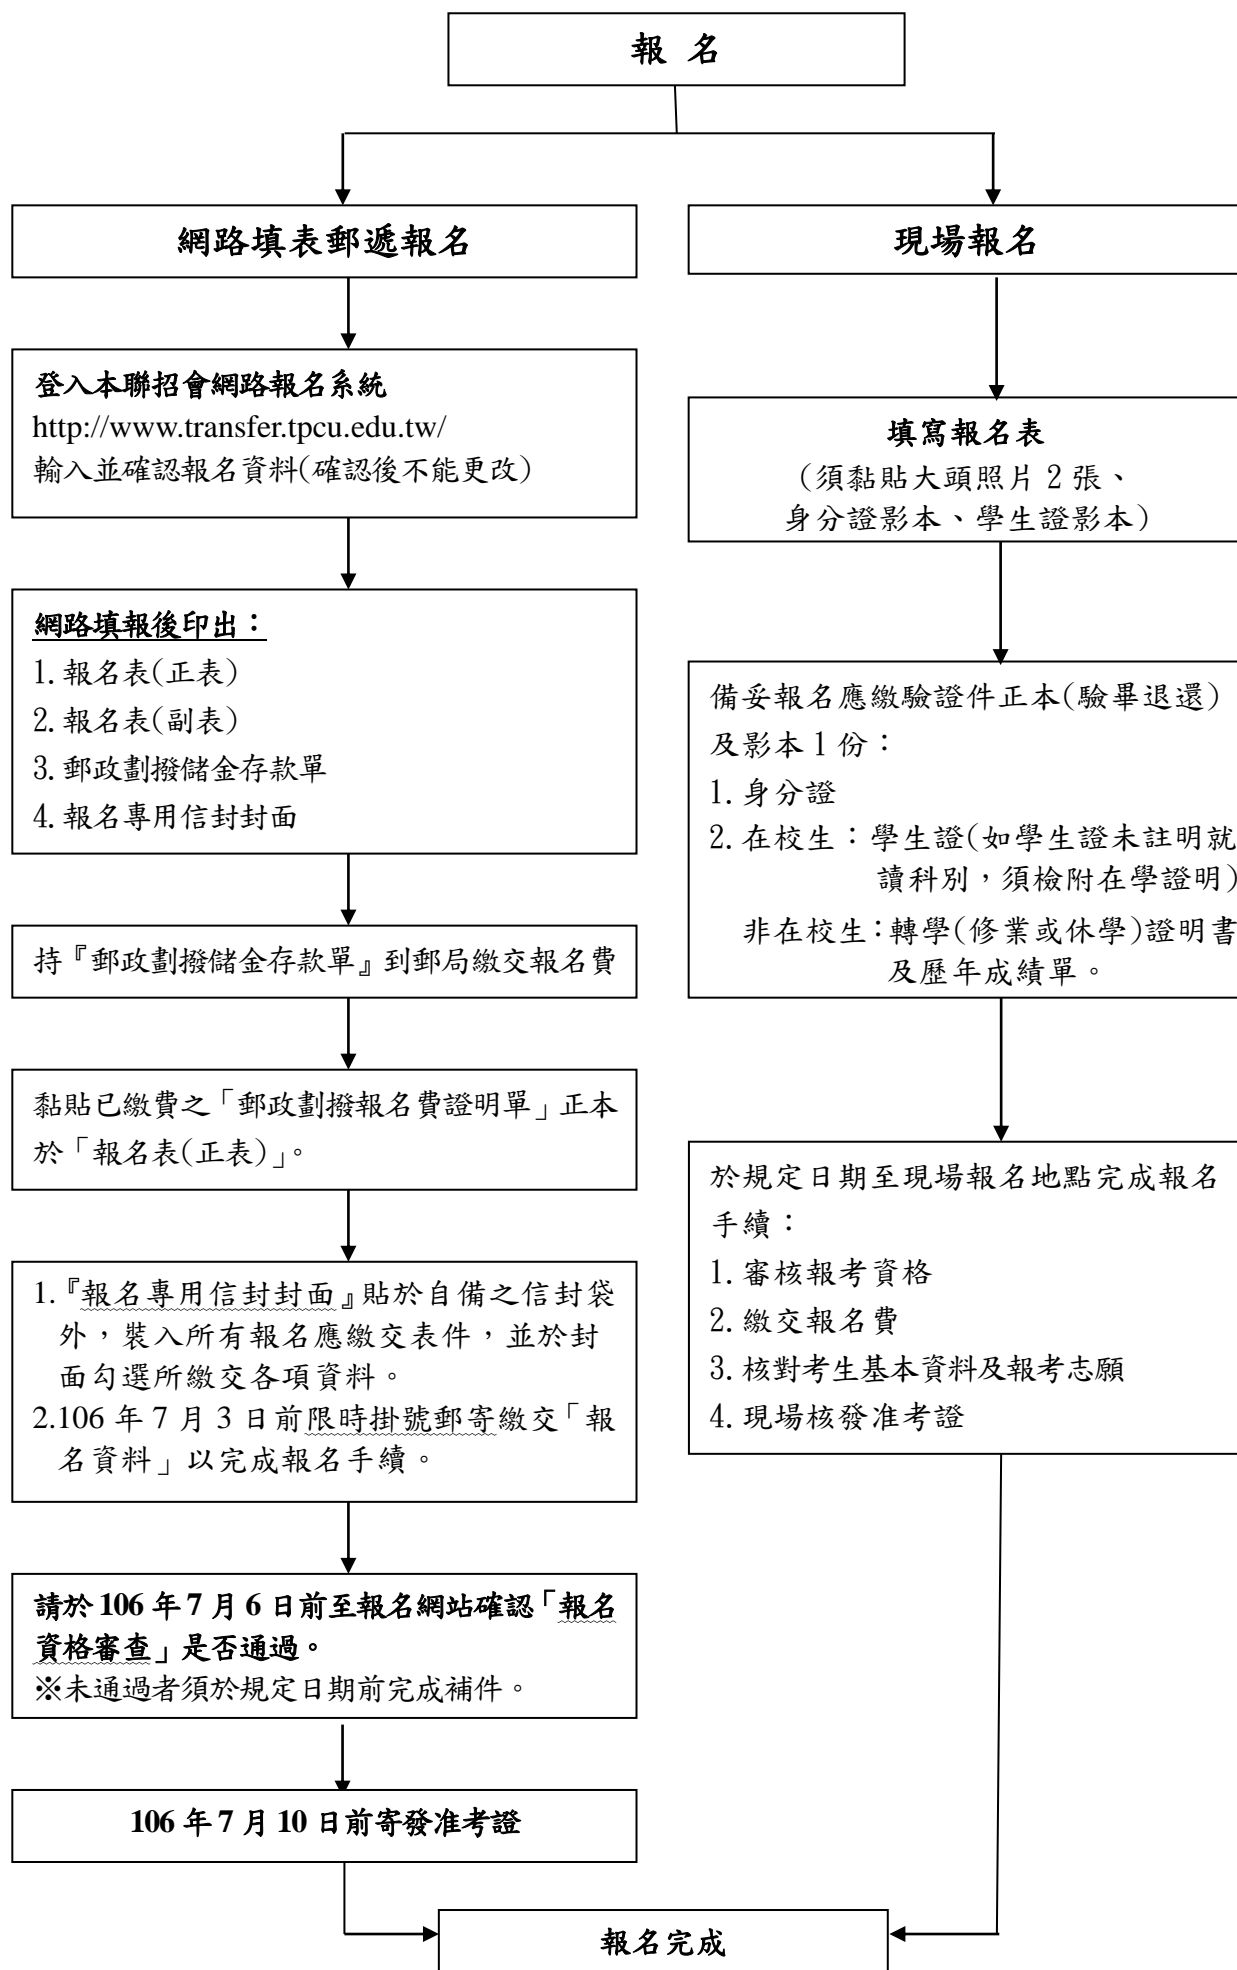 報 名
網路填表郵遞報名
登入本聯招會網路報名系統
http://www.transfer.tpcu.edu.tw/
輸入並確認報名資料(確認後不能更改)
網路填報後印出：
1.報名表(正表)
2.報名表(副表)
3.郵政劃撥儲金存款單
4.報名專用信封封面
持『郵政劃撥儲金存款單』到郵局繳交報名費
黏貼已繳費之「郵政劃撥報名費證明單」正本
於「報名表(正表)」。
1.『報名專用信封封面』貼於自備之信封袋
外，裝入所有報名應繳交表件，並於封
面勾選所繳交各項資料。
2.106 年 7 月 3 日前限時掛號郵寄繳交「報
名資料」以完成報名手續。
請於 106 年 7 月 6 日前至報名網站確認「報名
資格審查」是否通過。
※未通過者須於規定日期前完成補件。
106 年 7 月 10 日前寄發准考證
現場報名
填寫報名表
(須黏貼大頭照片 2 張、
身分證影本、學生證影本)
備妥報名應繳驗證件正本(驗畢退還)
及影本 1 份：
1.身分證
2.在校生：學生證(如學生證未註明就
讀科別，須檢附在學證明)
非在校生：轉學(修業或休學)證明書
及歷年成績單。
於規定日期至現場報名地點完成報名
手續：
1.審核報考資格
2.繳交報名費
3.核對考生基本資料及報考志願
4.現場核發准考證
報名完成